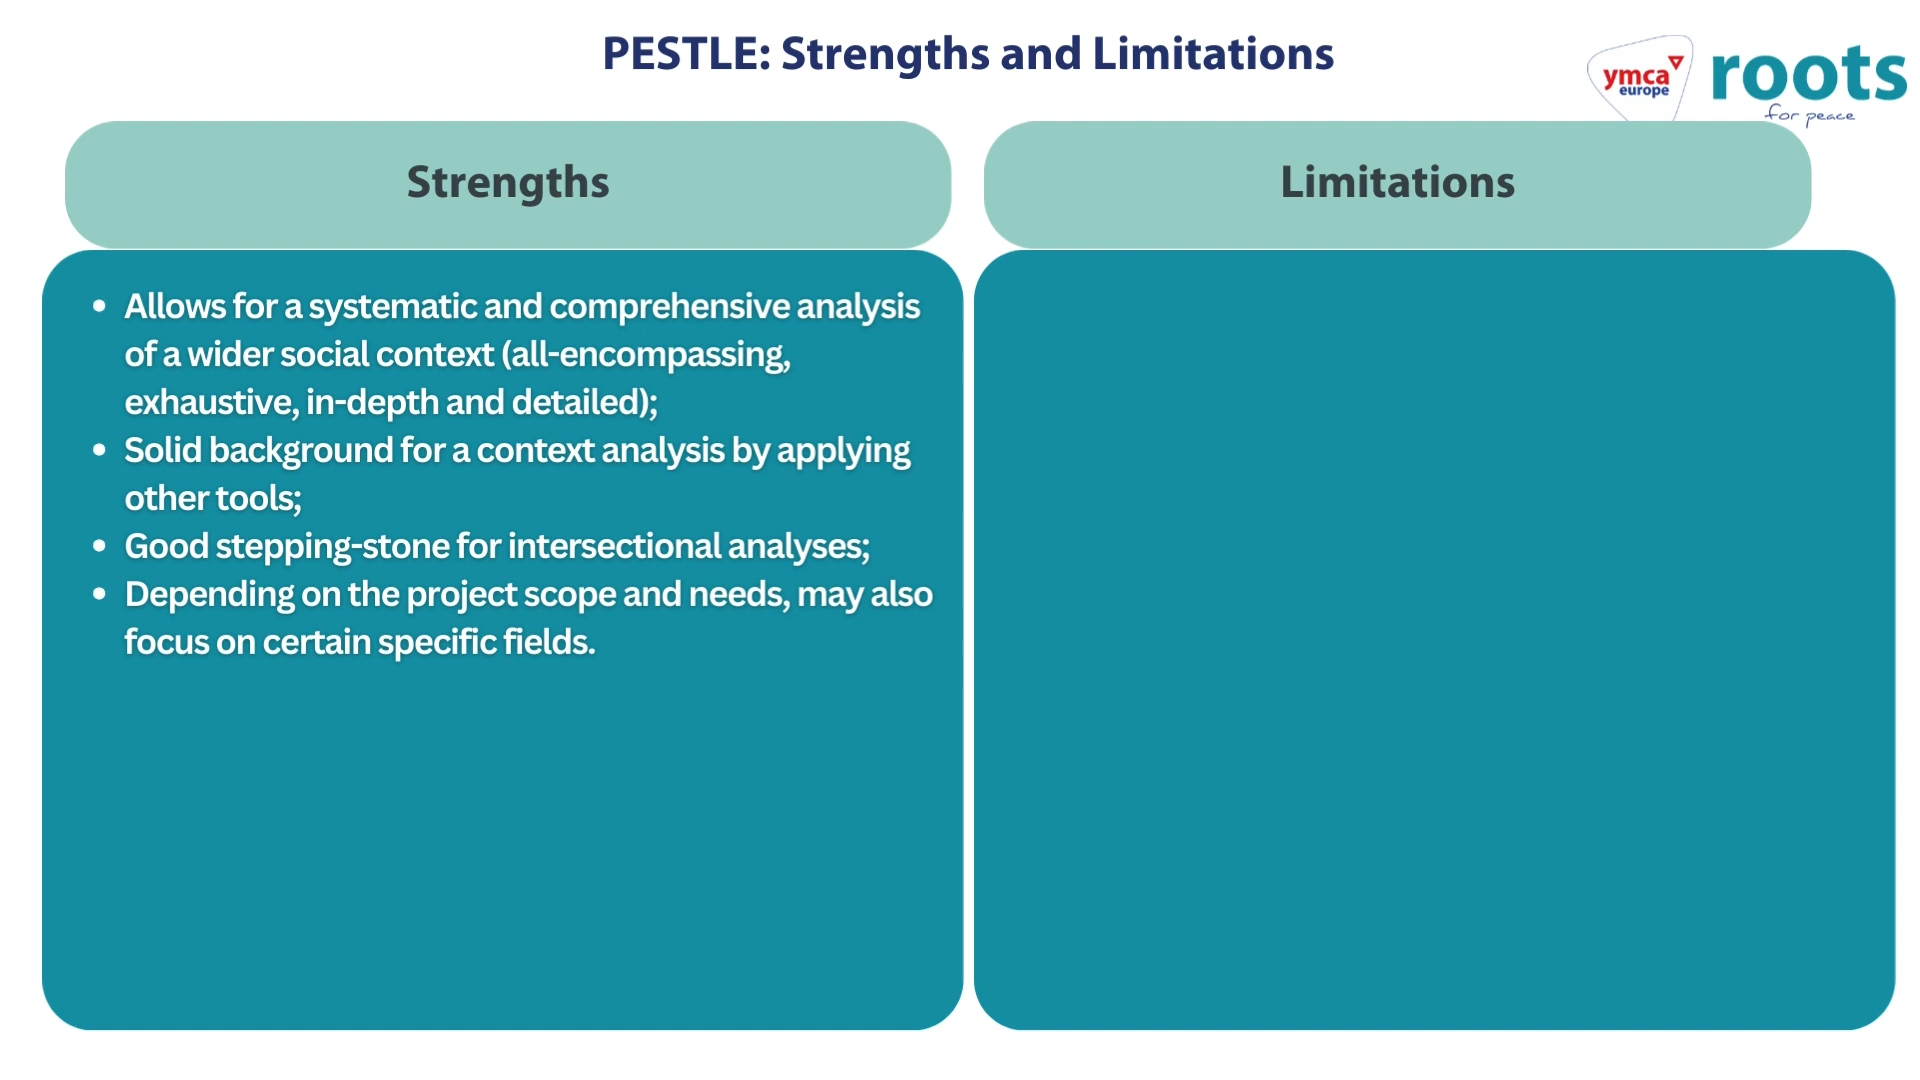 PESTLE: Strengths and Limitations
ymca
europe
roots
for peace
Strengths
Limitations
• Allows for a systematic and comprehensive analysis
of a wider social context (all-encompassing,
exhaustive, in-depth and detailed);
• Solid background for a context analysis by applying
other tools;
• Good stepping-stone for intersectional analyses;
• Depending on the project scope and needs, may also
focus on certain specific fields.